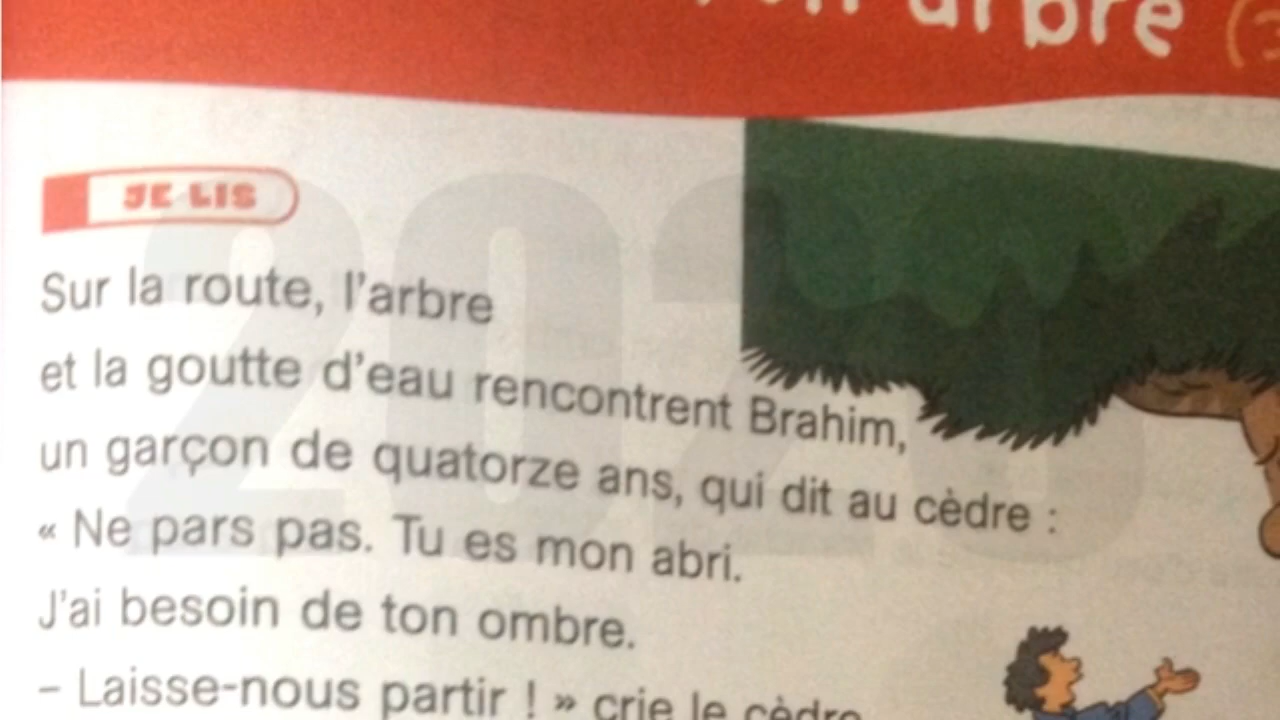 arbre
JE LIS
Sur la route, l'arbre
et la goutte d'eau rencontrent Brahim,
un garçon de quatorze ans, qui dit au cèdre :
« Ne pars pas. Tu es mon abri.
J'ai besoin de ton ombre.
– Laisse-nous partir ! » crie le cèdre